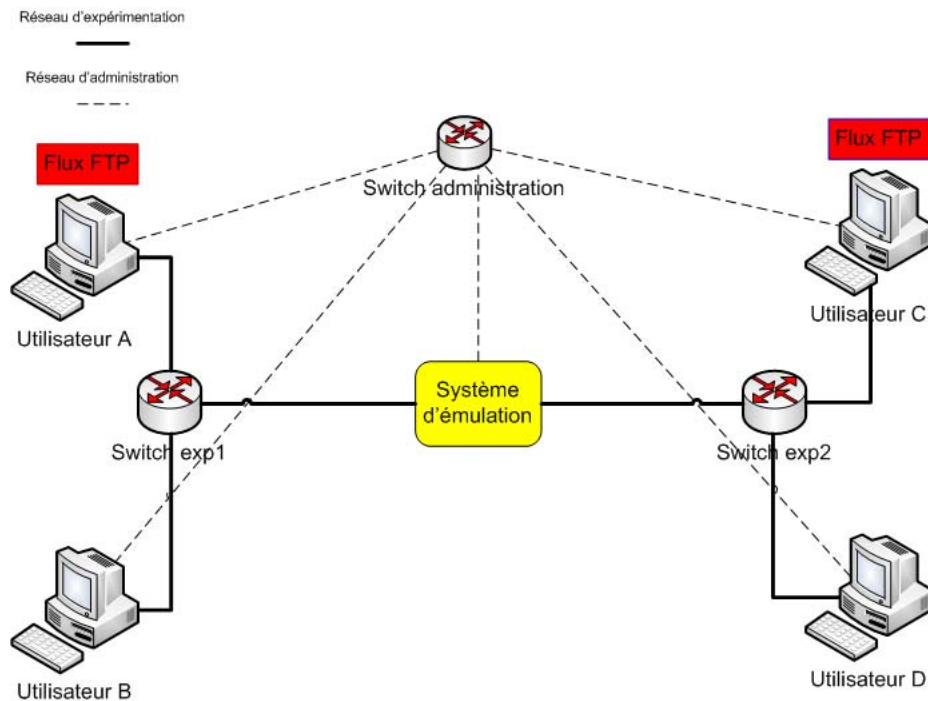 Réseau d'expérimentation
Réseau d'administration
Flux FTP
Flux FTP
Switch administration
Utilisateur A
Utilisateur C
Système
d'émulation
Switch exp1
Switch exp2
Utilisateur B
Utilisateur D